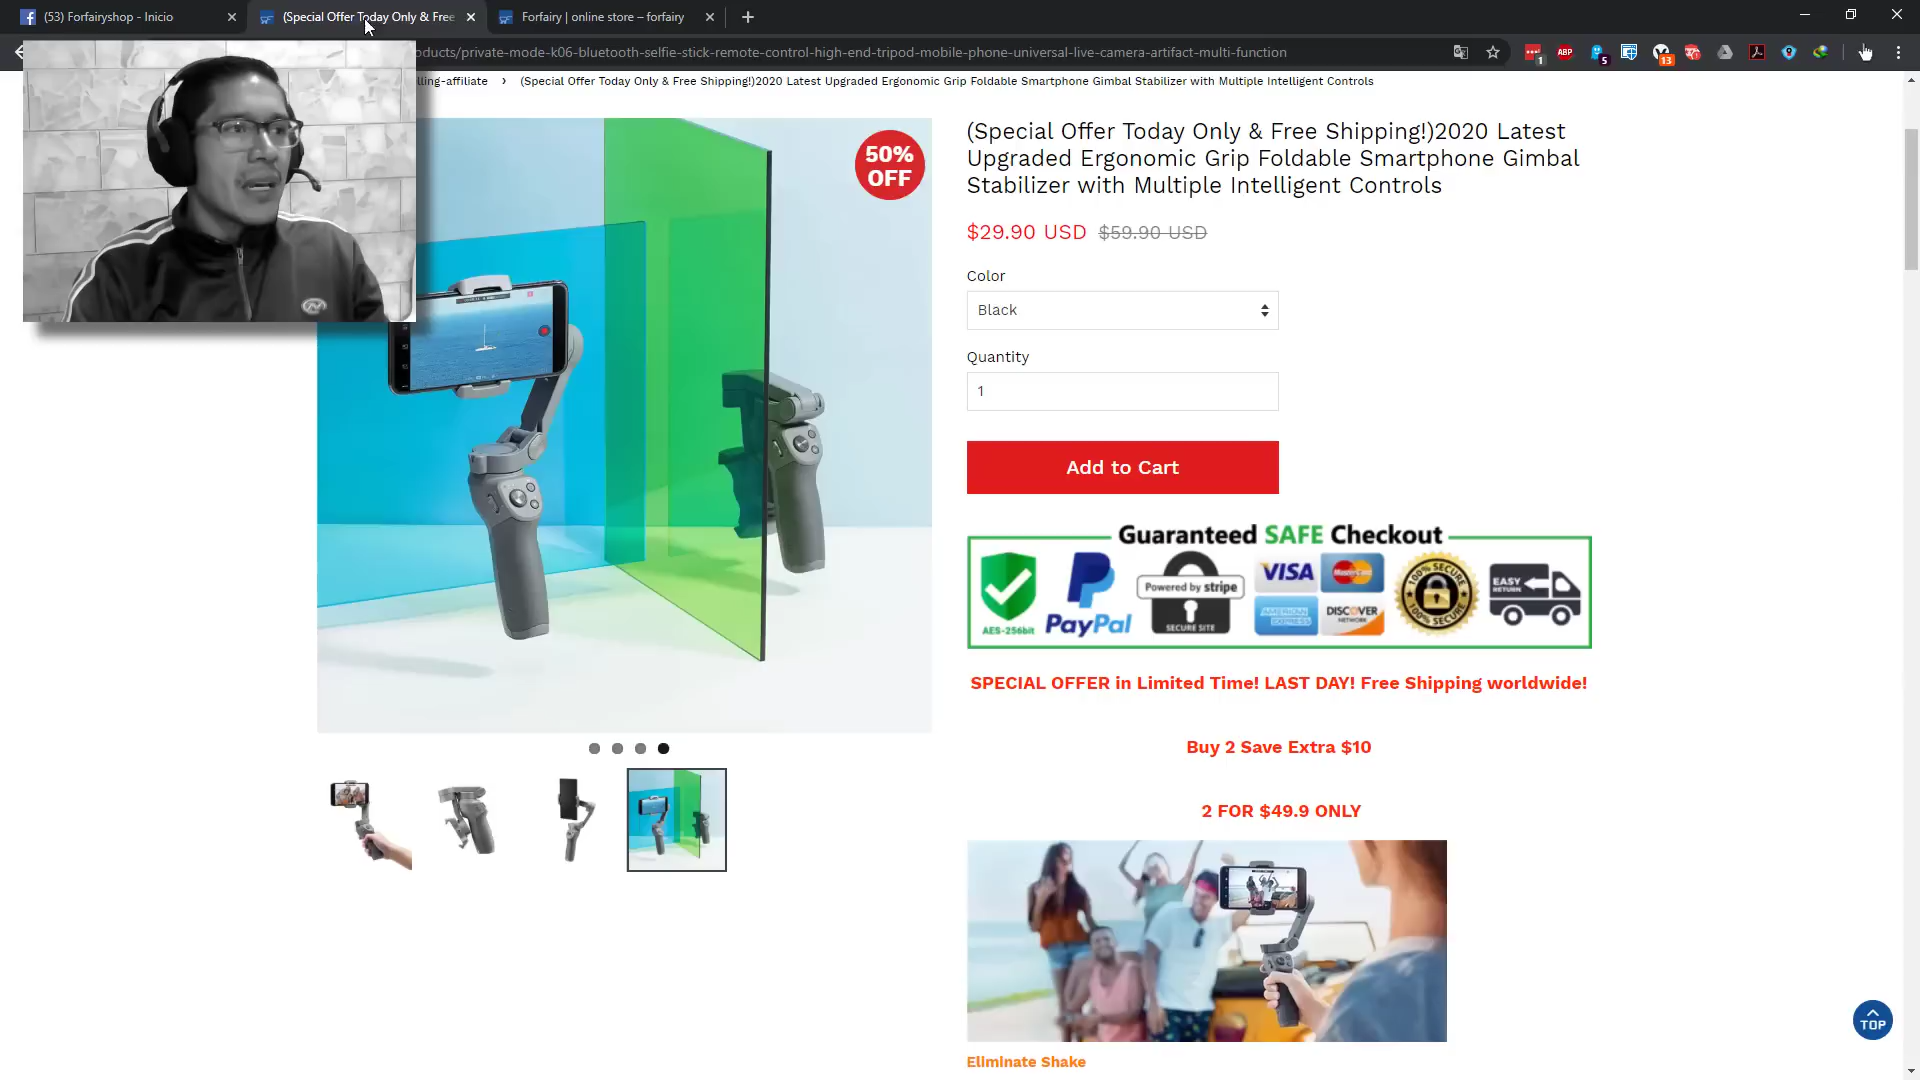 (53) Forfairyshop - Inicio
(Special Offer Today Only & Free
Forfairy | online store – forfairy
oducts/private-mode-k06-bluetooth-selfie-stick-remote-control-high-end-tripod-mobile-phone-universal-live-camera-artifact-multi-function
1
ABP
5
13
lling-affiliate › (Special Offer Today Only & Free Shipping!)2020 Latest Upgraded Ergonomic Grip Foldable Smartphone Gimbal Stabilizer with Multiple Intelligent Controls
50%
OFF
(Special Offer Today Only & Free Shipping!)2020 Latest
Upgraded Ergonomic Grip Foldable Smartphone Gimbal
Stabilizer with Multiple Intelligent Controls
$29.90 USD $59.90 USD
Color
Black
Quantity
1
Add to Cart
Guaranteed SAFE Checkout
AES-256bit
PayPal
Powered by stripe
SECURE SITE
VISA
MasterCard
AMERICAN EXPRESS
DISCOVER
NETWORK
100% SECURE
EASY
RETURN
SPECIAL OFFER in Limited Time! LAST DAY! Free Shipping worldwide!
Buy 2 Save Extra $10
2 FOR $49.9 ONLY
Eliminate Shake
TOP